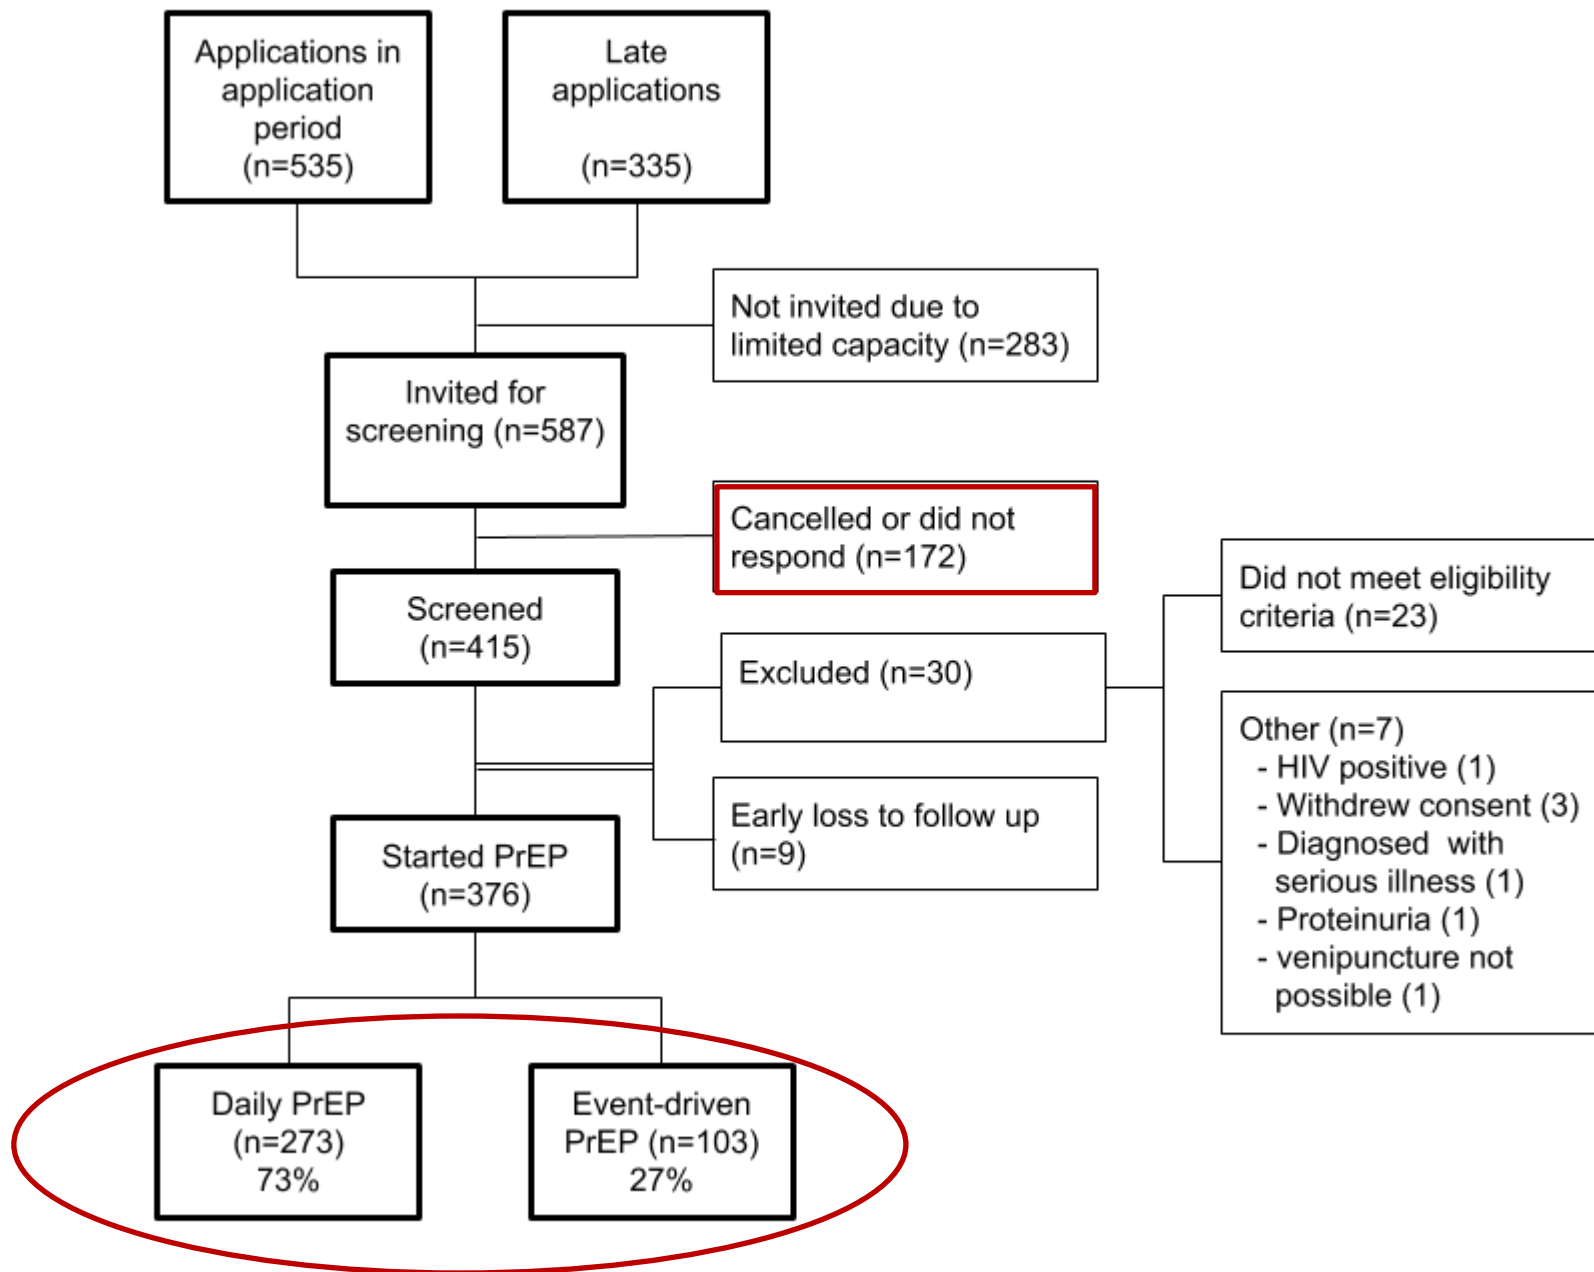 Applications in
application
period
(n=535)
Late
applications
(n=335)
Not invited due to
limited capacity (n=283)
Invited for
screening (n=587)
Cancelled or did not
respond (n=172)
Screened
(n=415)
Excluded (n=30)
Did not meet eligibility
criteria (n=23)
Other (n=7)
- HIV positive (1)
- Withdrew consent (3)
- Diagnosed with
serious illness (1)
- Proteinuria (1)
- venipuncture not
possible (1)
Early loss to follow up
(n=9)
Started PrEP
(n=376)
Daily PrEP
(n=273)
73%
Event-driven
PrEP (n=103)
27%